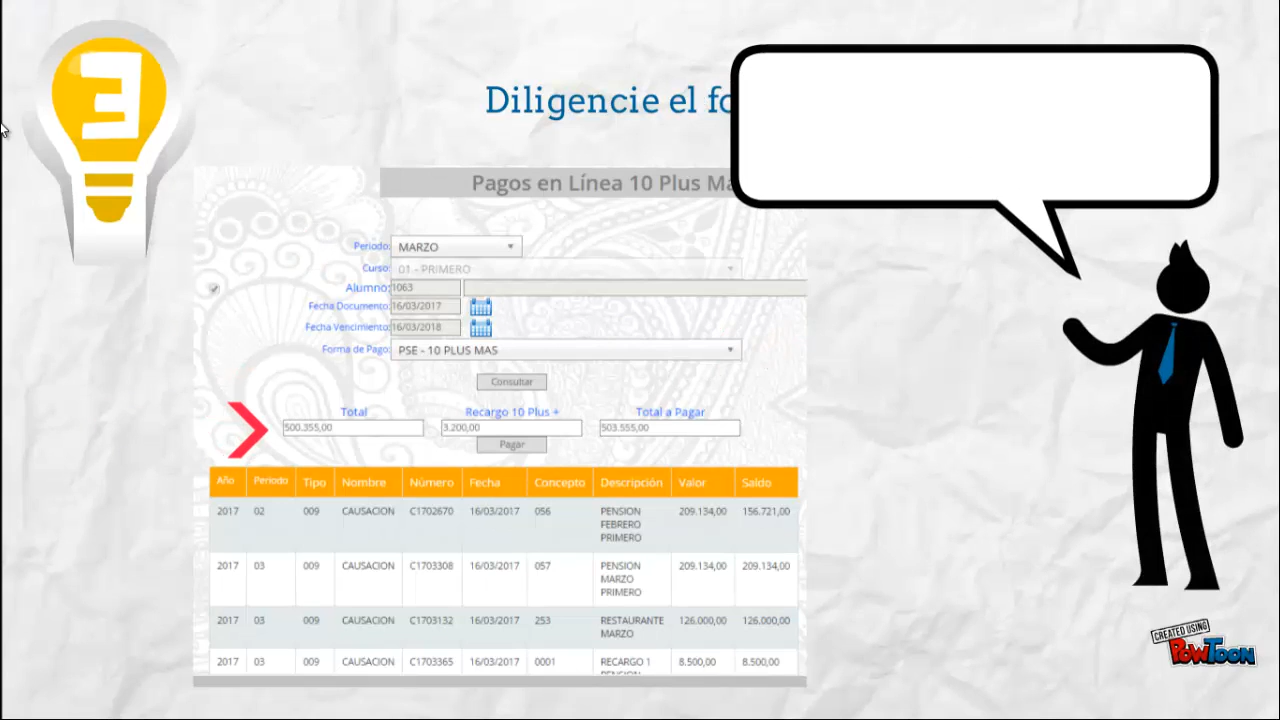 3
Diligencie el fo
Pagos en Línea 10 Plus Ma
Periodo: MARZO
Curso: 01 - PRIMERO
Alumno: 1063
Fecha Documento: 16/03/2017
Fecha Vencimiento: 16/03/2018
Forma de Pago: PSE - 10 PLUS MAS
Consultar
Total Recargo 10 Plus + Total a Pagar
500.355,00 3.200,00 503.555,00
Pagar
Año Periodo Tipo Nombre Número Fecha Concepto Descripción Valor Saldo
2017 02 009 CAUSACION C1702670 16/03/2017 056 PENSION 209.134,00 156.721,00
FEBRERO
PRIMERO
2017 03 009 CAUSACION C1703308 16/03/2017 057 PENSION 209.134,00 209.134,00
MARZO
PRIMERO
2017 03 009 CAUSACION C1703132 16/03/2017 253 RESTAURANTE 126.000,00 126.000,00
MARZO
2017 03 009 CAUSACION C1703365 16/03/2017 0001 RECARGO 1 8.500,00 8.500,00
CREATED USING
POWTOON